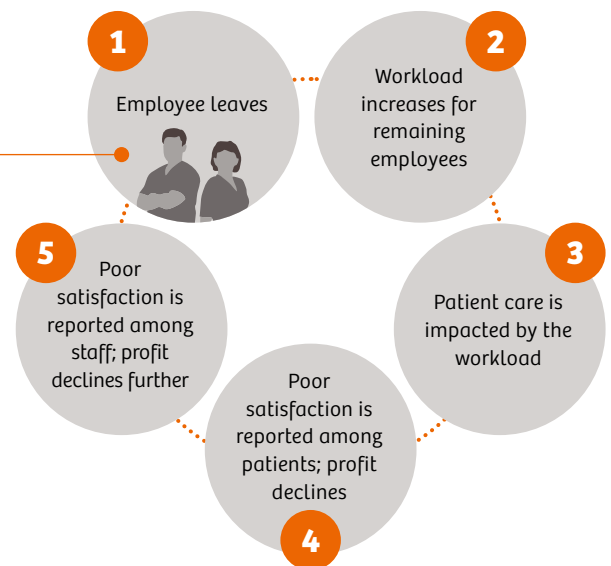 1
Employee leaves
2
Workload
increases for
remaining
employees
3
Patient care is
impacted by the
workload
4
Poor
satisfaction is
reported among
patients; profit
declines
5
Poor
satisfaction is
reported among
staff; profit
declines further